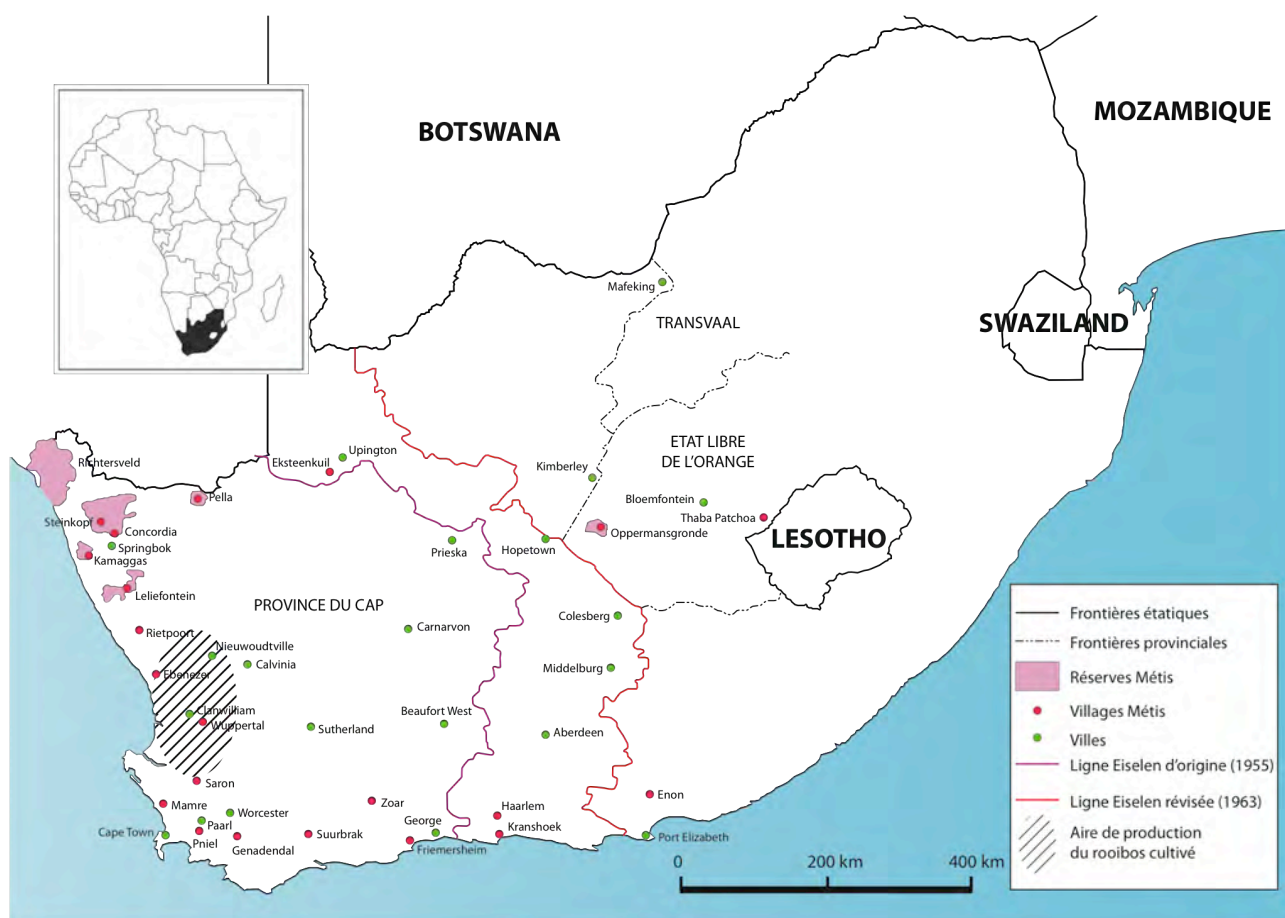 BOTSWANA
MOZAMBIQUE
Mafeking
TRANSVAAL
SWAZILAND
ETAT LIBRE
DE L'ORANGE
Richtersveld
Eksteenkuil
Upington
Kimberley
Pella
Bloemfontein
Steinkopf
Thaba Patchoa
Concordia
Oppermansgronde
Springbok
LESOTHO
Kamaggas
Prieska
Hopetown
Leliefontein
PROVINCE DU CAP
Colesberg
Rietpoort
Carnarvon
Nieuwoudtville
Calvinia
Middelburg
Ebenezer
Clanwilliam
Wuppertal
Beaufort West
Sutherland
Aberdeen
Saron
Enon
Mamre
Zoar
Worcester
Haarlem
Paarl
George
Kranshoek
Cape Town
Pniel
Suurbrak
Port Elizabeth
Genadendal
Friemersheim
Frontières étatiques
Frontières provinciales
Réserves Métis
Villages Métis
Villes
Ligne Eiselen d'origine (1955)
Ligne Eiselen révisée (1963)
Aire de production
du rooibos cultivé
0 200 km 400 km